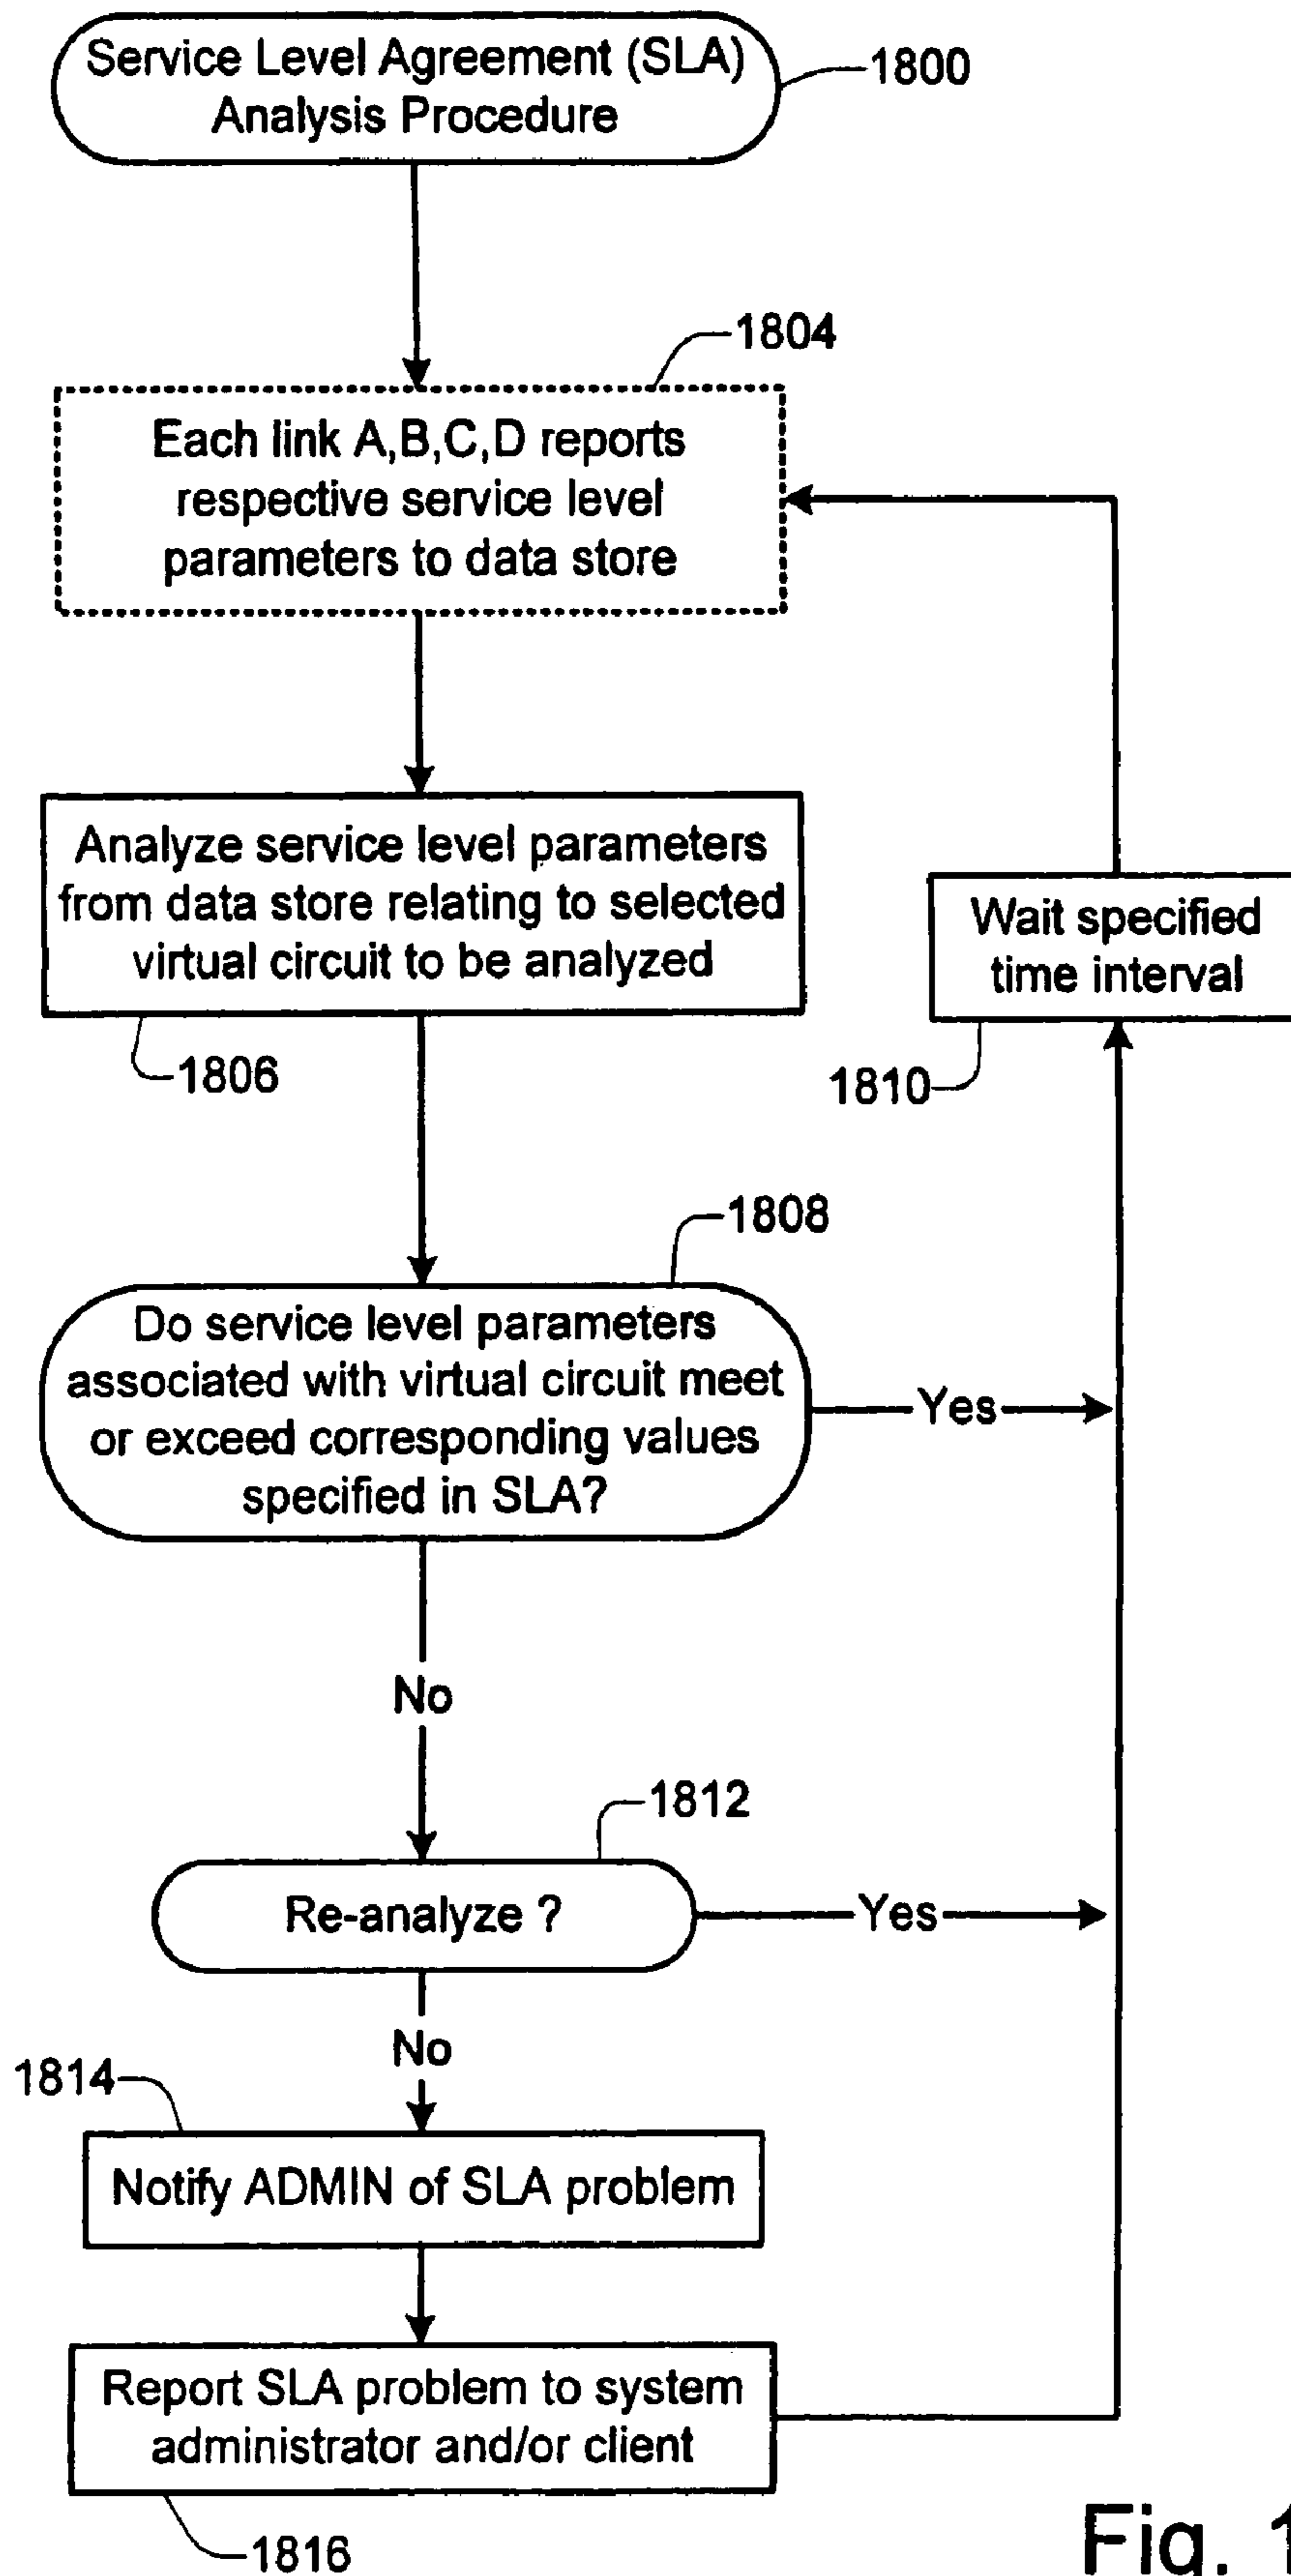 Service Level Agreement (SLA)
Analysis Procedure
1800
1804
Each link A,B,C,D reports
respective service level
parameters to data store
Analyze service level parameters
from data store relating to selected
virtual circuit to be analyzed
1806
Wait specified
time interval
1810
1808
Do service level parameters
associated with virtual circuit meet
or exceed corresponding values
specified in SLA?
Yes
No
1812
Re-analyze ?
Yes
No
1814
Notify ADMIN of SLA problem
Report SLA problem to system
administrator and/or client
1816
Fig. 1